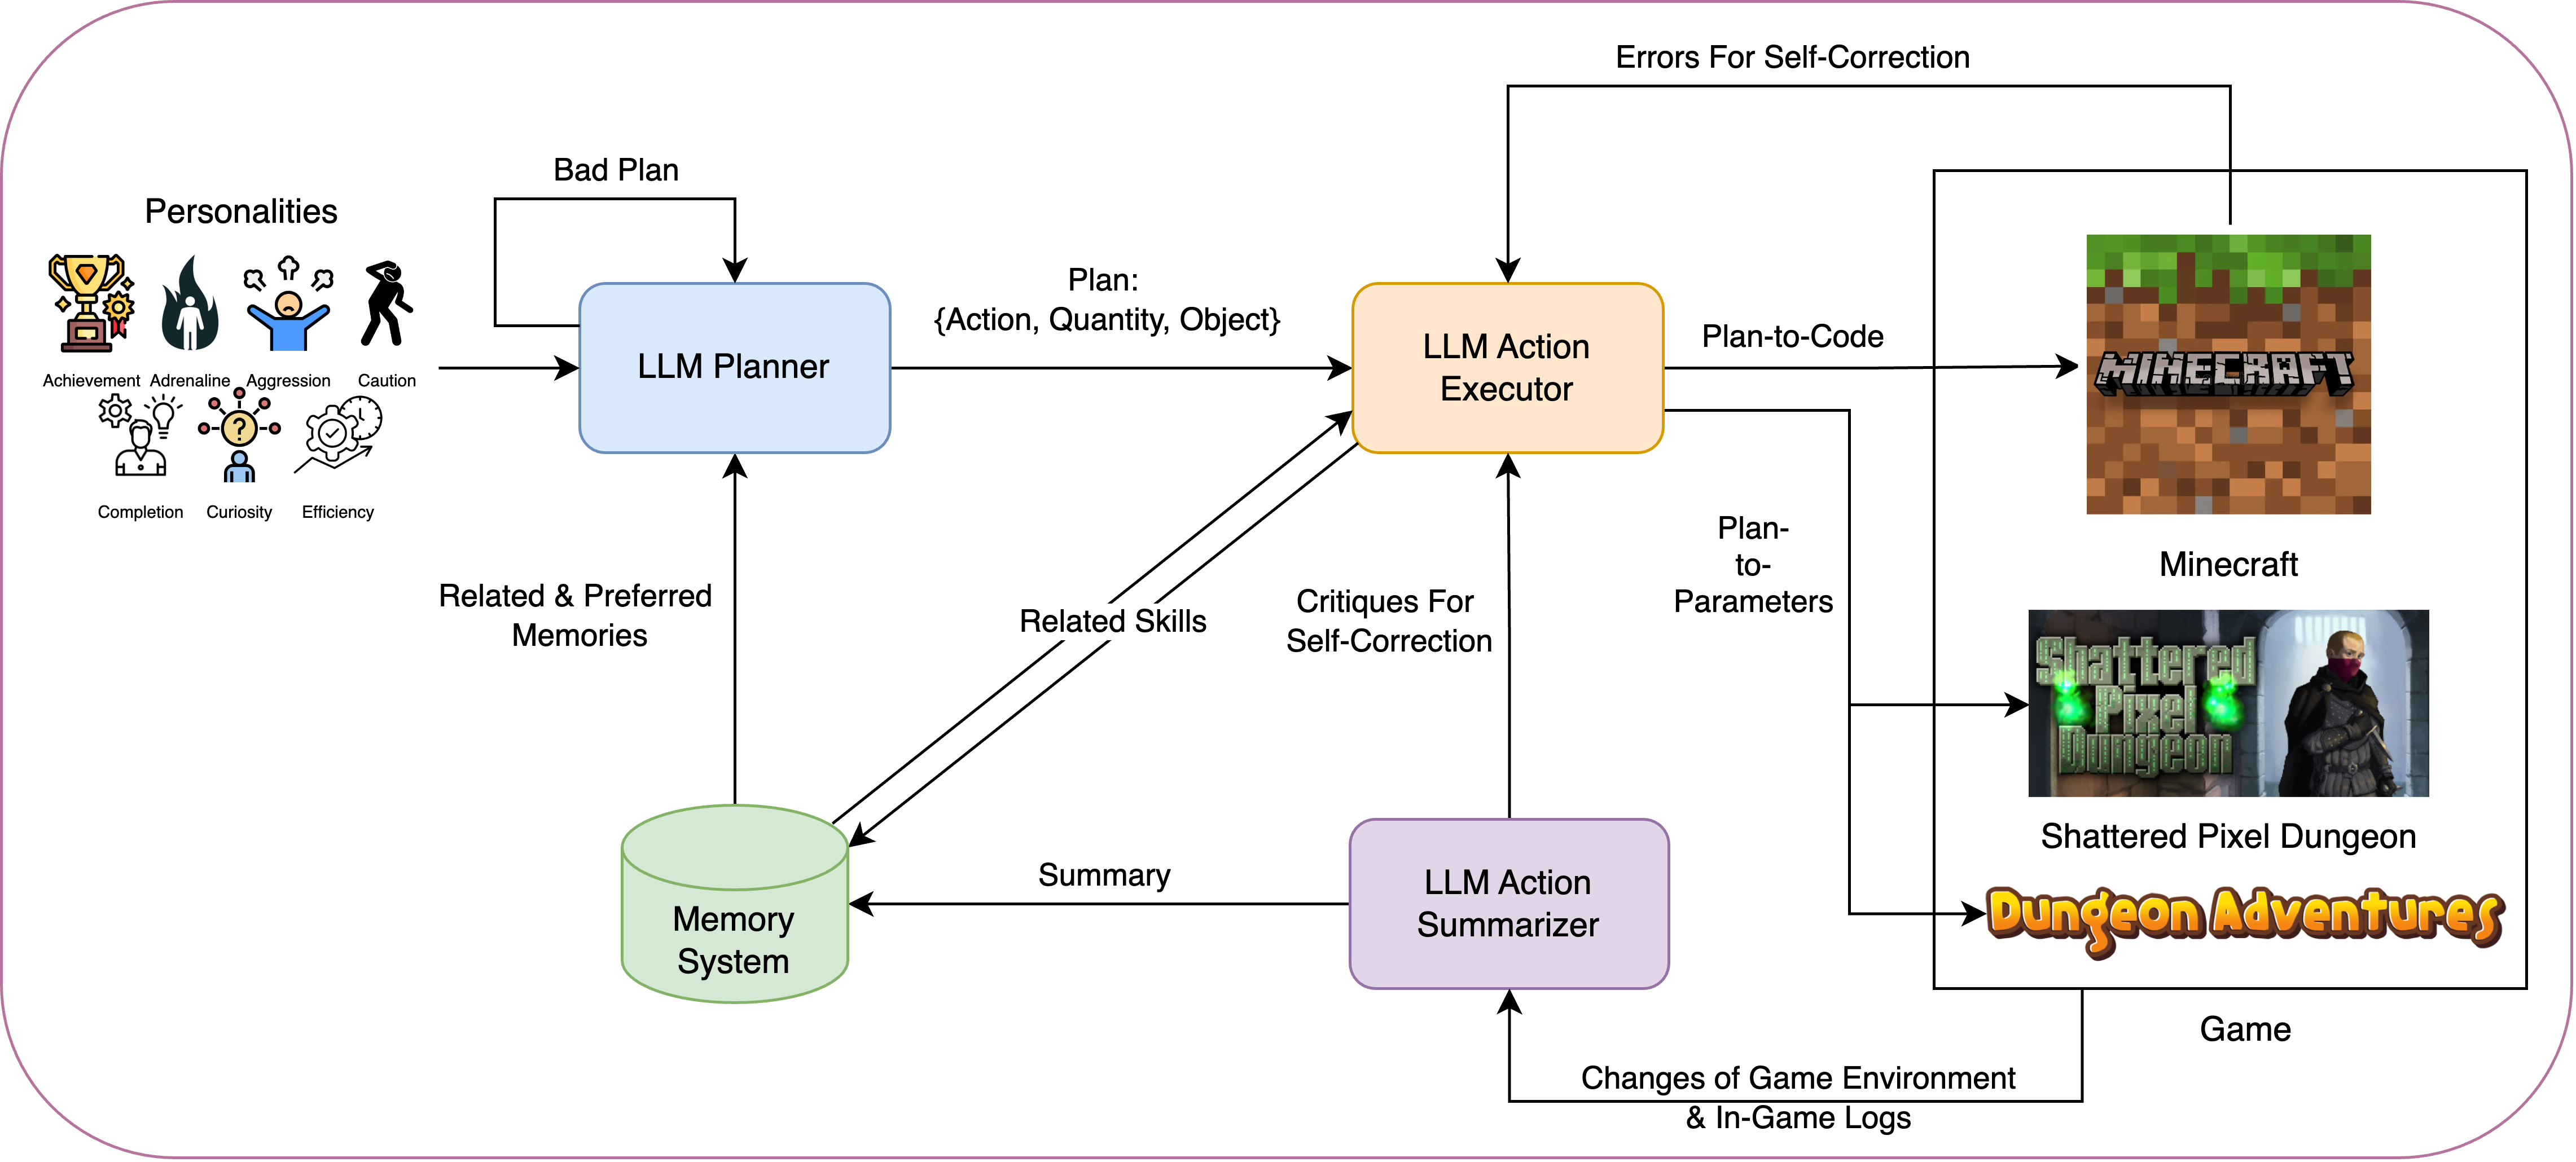 Errors For Self-Correction
Bad Plan
Personalities
Achievement
Adrenaline
Aggression
Caution
Completion
Curiosity
Efficiency
?
LLM Planner
Plan:
{Action, Quantity, Object}
LLM Action
Executor
Plan-to-Code
MINECRAFT
Minecraft
Plan-
to-
Parameters
Related & Preferred
Memories
Related Skills
Critiques For
Self-Correction
Shattered
Pixel
Dungeon
Shattered Pixel Dungeon
Summary
Memory
System
LLM Action
Summarizer
Dungeon Adventures
Game
Changes of Game Environment
& In-Game Logs